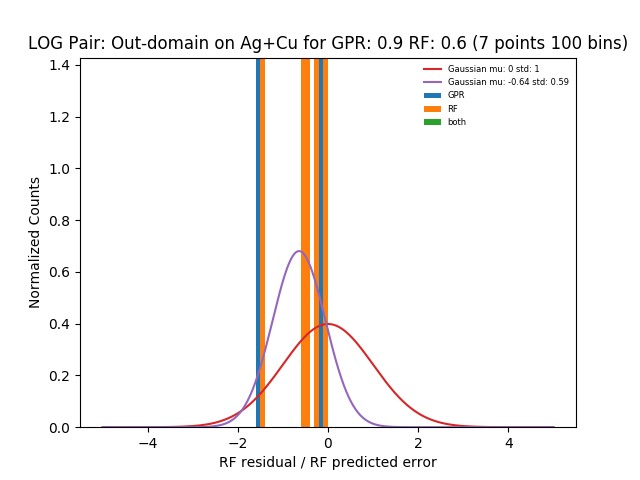 LOG Pair: Out-domain on Ag+Cu for GPR: 0.9 RF: 0.6 (7 points 100 bins)
Gaussian mu: 0 std: 1
Gaussian mu: -0.64 std: 0.59
GPR
RF
both
Normalized Counts
1.4
1.2
1.0
0.8
0.6
0.4
0.2
0.0
−4 −2 0 2 4
RF residual / RF predicted error